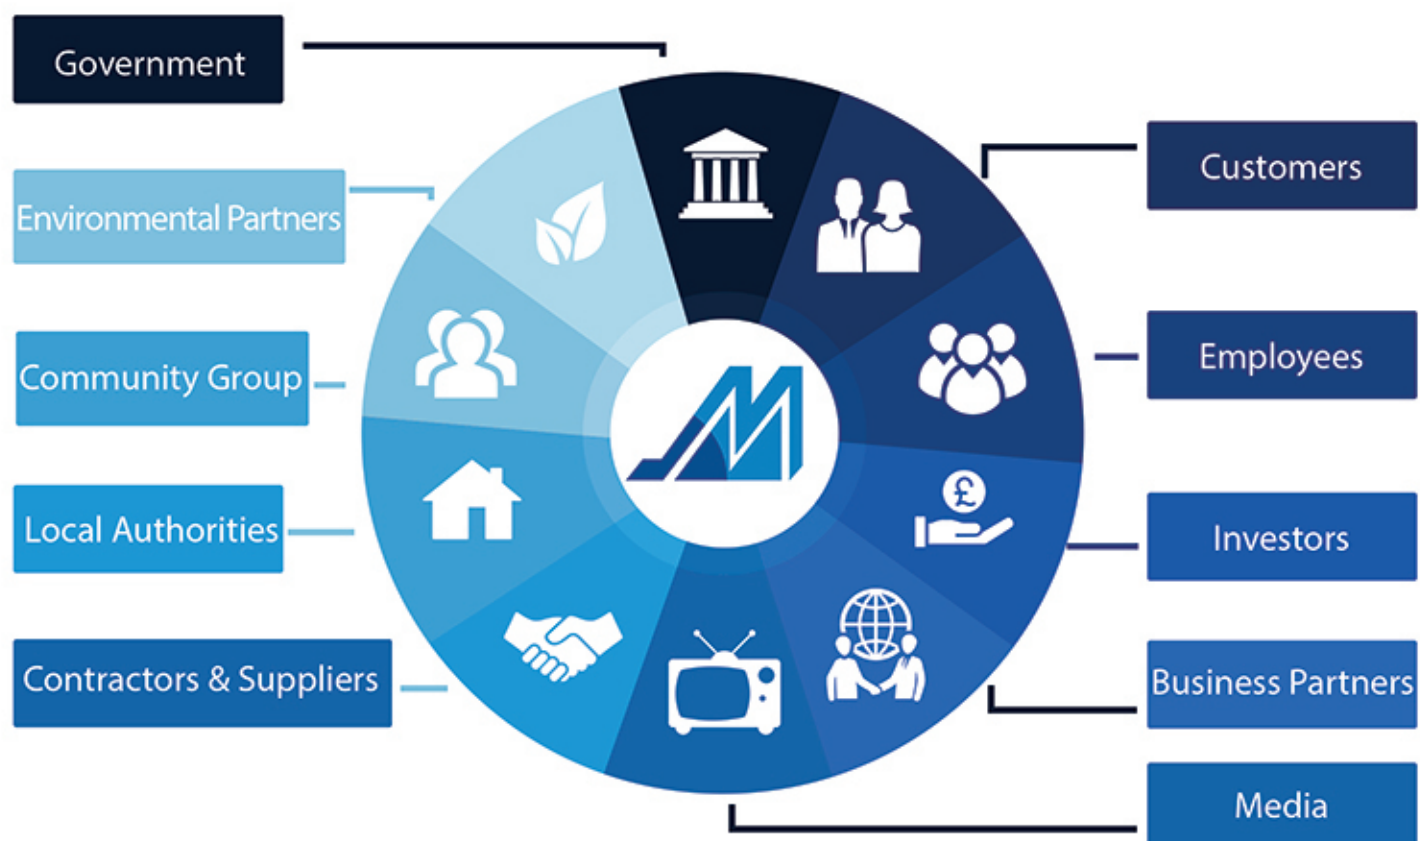 Government
Customers
Environmental Partners
Employees
Community Group
£
Investors
Local Authorities
Contractors & Suppliers
Business Partners
Media
M